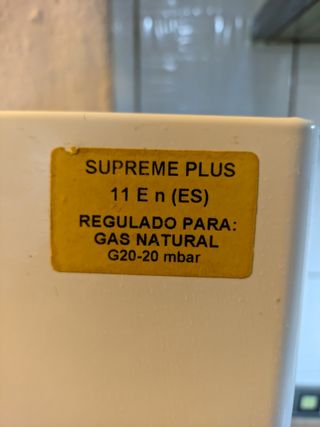 SUPREME PLUS
11 E n (ES)
REGULADO PARA:
GAS NATURAL
G20-20 mbar